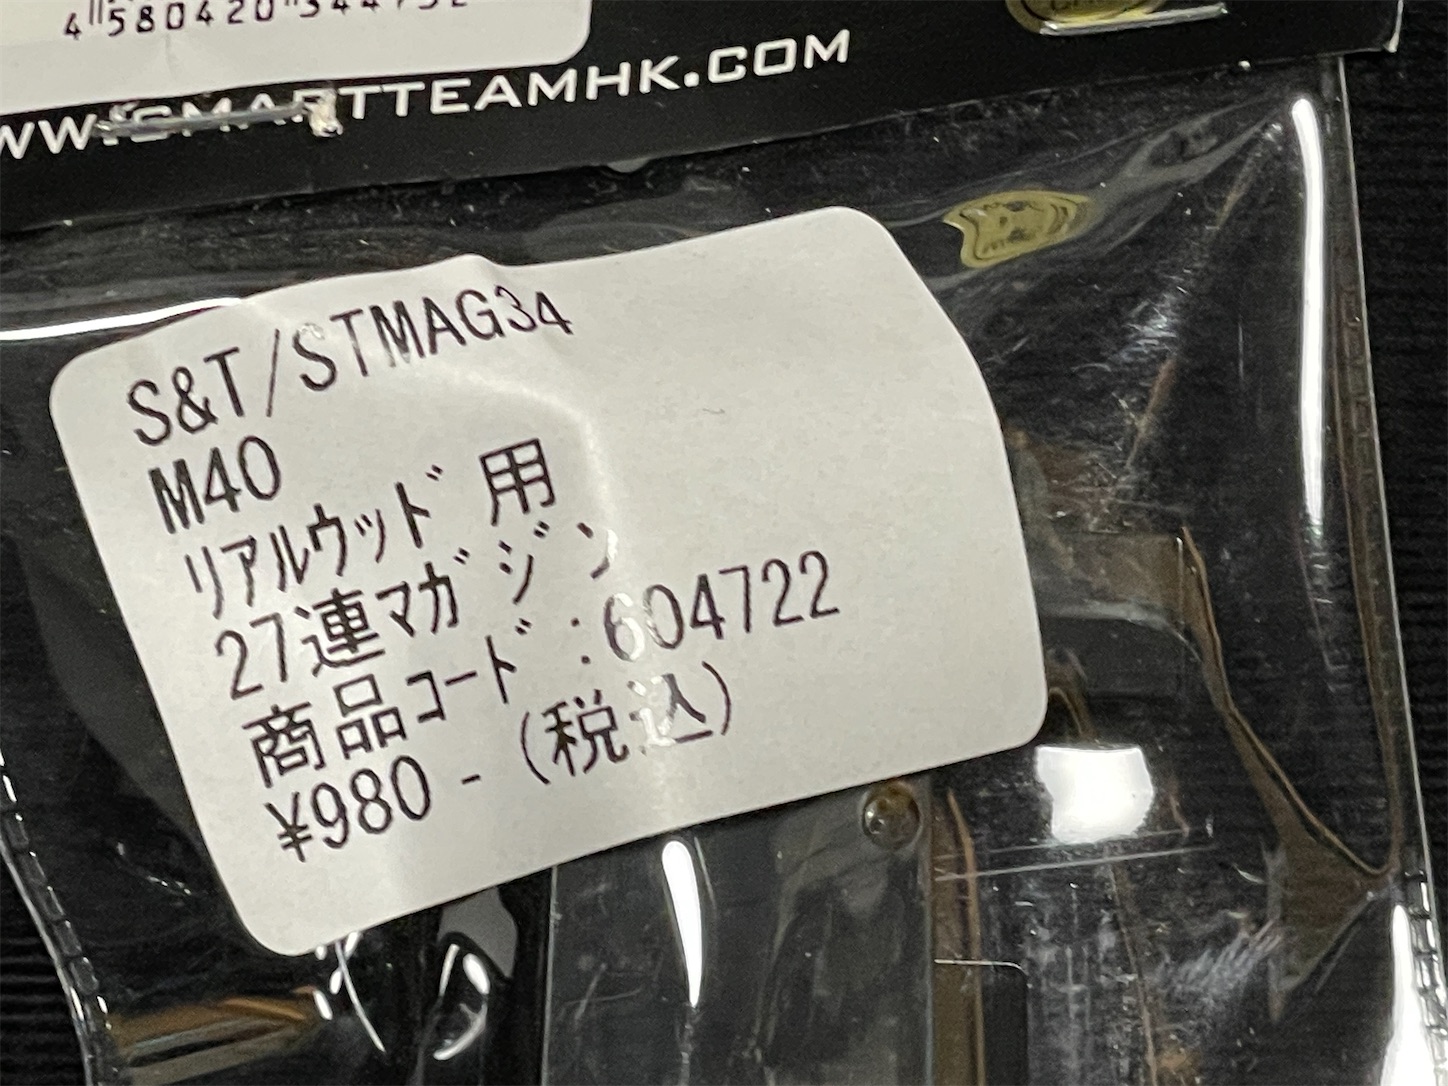 WWW.SMARTTEAMHK.COM
S&T/STMAG34
M40
ﾘｱﾙｳｯﾄﾞ用
27連ﾏｶﾞｼﾞﾝ
商品ｺｰﾄﾞ:604722
¥980-(税込)